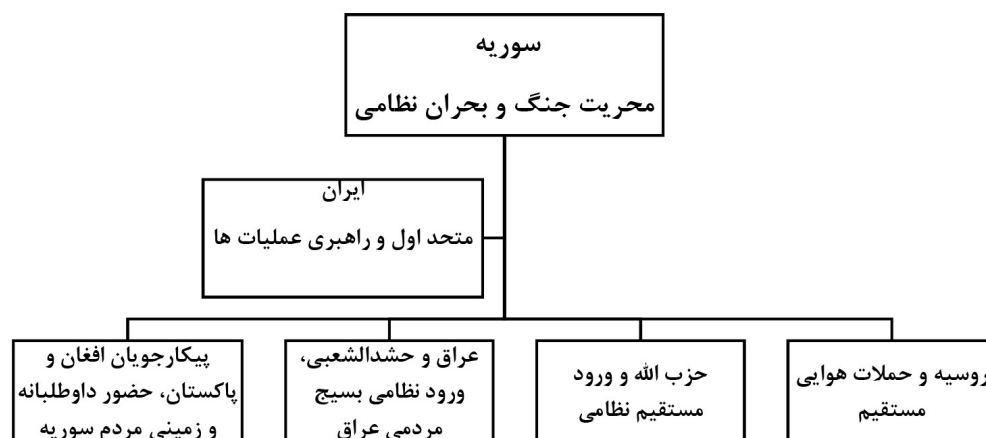 سوریه
محریت جنگ و بحران نظامی
ایران
متحد اول و راهبری عملیات ها
روسیه و حملات هوایی
مستقیم
حزب الله و ورود
مستقیم نظامی
عراق و حشدالشعبی،
ورود نظامی بسیج
مردمی عراق
پیکارجویان افغان و
پاکستان، حضور داوطلبانه
و زمینی مردم سوریه